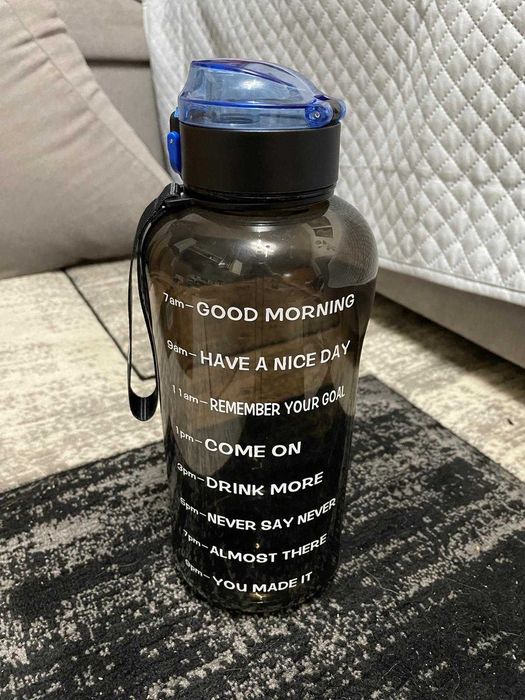 7am—GOOD MORNING
9am—HAVE A NICE DAY
11am—REMEMBER YOUR GOAL
1pm—COME ON
3pm—DRINK MORE
5pm—NEVER SAY NEVER
7pm—ALMOST THERE
9pm—YOU MADE IT